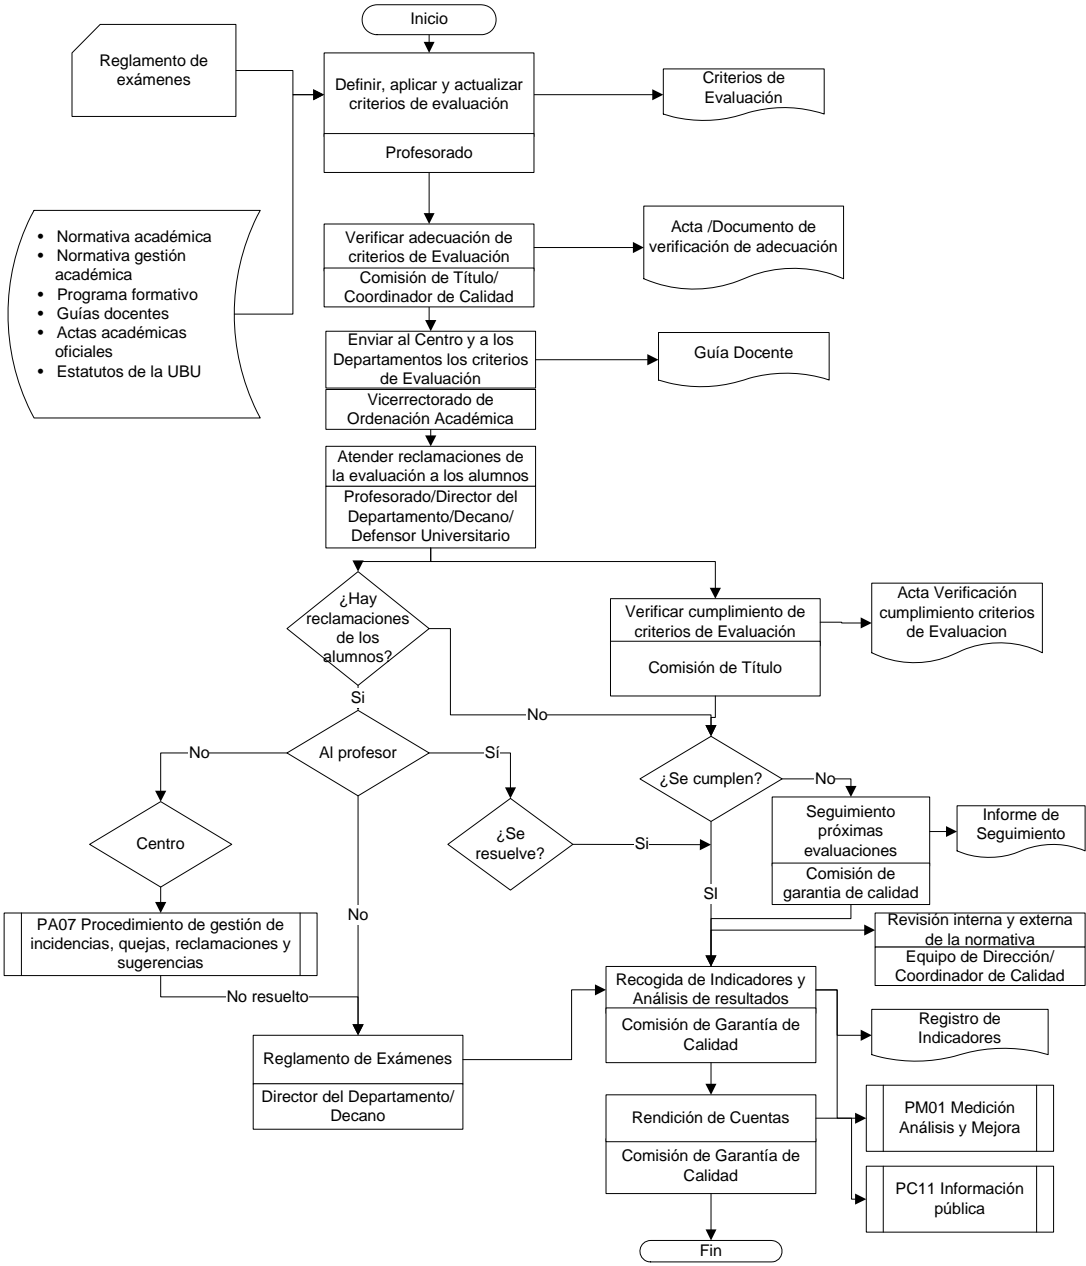 Inicio
Reglamento de
exámenes
Definir, aplicar y actualizar
criterios de evaluación
Profesorado
Criterios de
Evaluación
• Normativa académica
• Normativa gestión
académica
• Programa formativo
• Guías docentes
• Actas académicas
oficiales
• Estatutos de la UBU
Verificar adecuación de
criterios de Evaluación
Comisión de Título/
Coordinador de Calidad
Acta /Documento de
verificación de adecuación
Enviar al Centro y a los
Departamentos los criterios
de Evaluación
Vicerrectorado de
Ordenación Académica
Guía Docente
Atender reclamaciones de
la evaluación a los alumnos
Profesorado/Director del
Departamento/Decano/
Defensor Universitario
¿Hay
reclamaciones
de los
alumnos?
Verificar cumplimiento de
criterios de Evaluación
Comisión de Título
Acta Verificación
cumplimiento criterios
de Evaluacion
Si
No
No
Al profesor
Sí
¿Se cumplen?
No
Centro
¿Se
resuelve?
Si
Seguimiento
próximas
evaluaciones
Comisión de
garantia de calidad
Informe de
Seguimiento
SI
No
PA07 Procedimiento de gestión de
incidencias, quejas, reclamaciones y
sugerencias
Revisión interna y externa
de la normativa
Equipo de Dirección/
Coordinador de Calidad
No resuelto
Recogida de Indicadores y
Análisis de resultados
Comisión de Garantía de
Calidad
Registro de
Indicadores
Reglamento de Exámenes
Director del Departamento/
Decano
Rendición de Cuentas
Comisión de Garantía de
Calidad
PM01 Medición
Análisis y Mejora
PC11 Información
pública
Fin